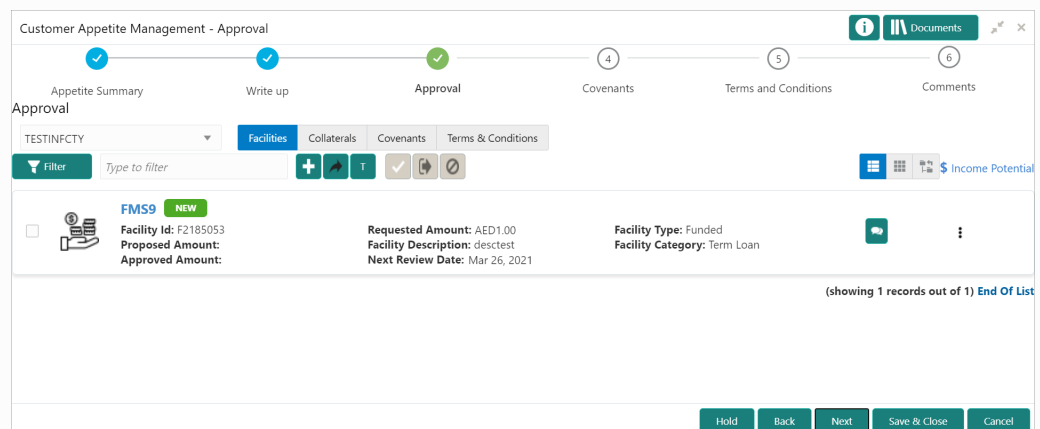 Customer Appetite Management - Approval
Documents
4 5 6
Appetite Summary Write up Approval Covenants Terms and Conditions Comments
Approval
TESTINFCTY Facilities Collaterals Covenants Terms & Conditions
Filter Type to filter T $ Income Potential
FMS9 NEW
Facility Id: F2185053 Requested Amount: AED1.00 Facility Type: Funded
Proposed Amount: Facility Description: desctest Facility Category: Term Loan
Approved Amount: Next Review Date: Mar 26, 2021
(showing 1 records out of 1) End Of List
Hold Back Next Save & Close Cancel